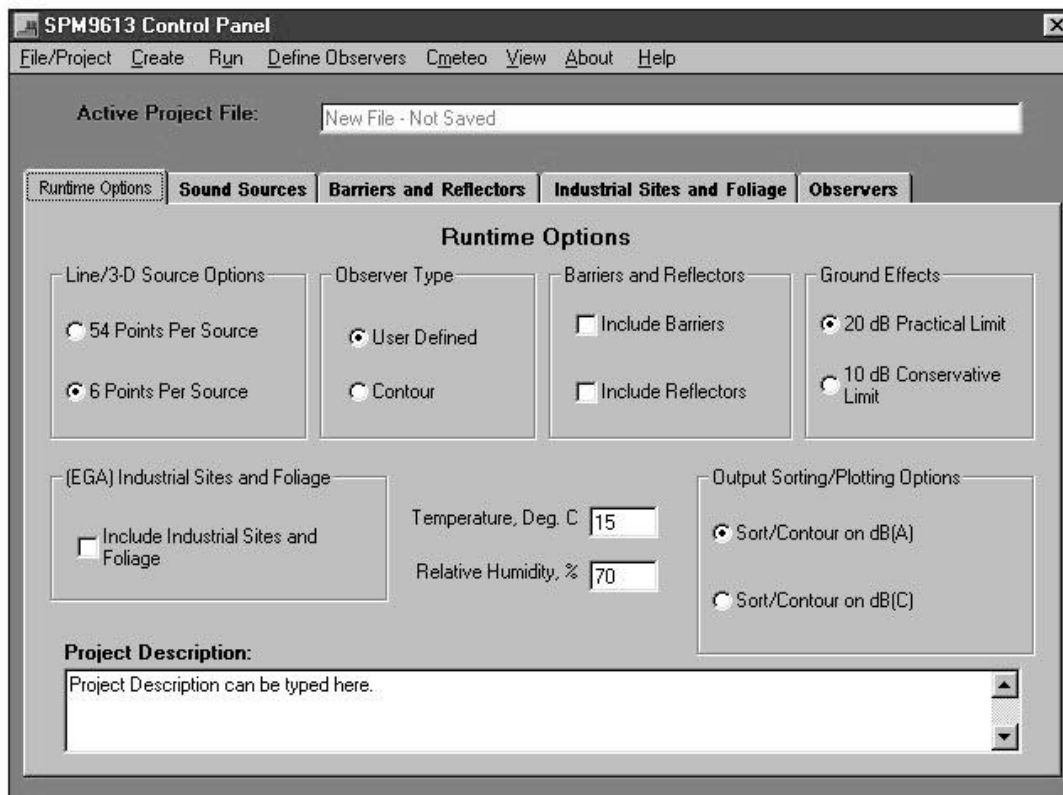 SPM9613 Control Panel
File/Project Create Run Define Observers Cmeteo View About Help
Active Project File: New File - Not Saved
Runtime Options Sound Sources Barriers and Reflectors Industrial Sites and Foliage Observers
Runtime Options
Line/3-D Source Options
54 Points Per Source
6 Points Per Source
Observer Type
User Defined
Contour
Barriers and Reflectors
Include Barriers
Include Reflectors
Ground Effects
20 dB Practical Limit
10 dB Conservative
Limit
(EGA) Industrial Sites and Foliage
Include Industrial Sites and
Foliage
Temperature, Deg. C 15
Relative Humidity, % 70
Output Sorting/Plotting Options
Sort/Contour on dB(A)
Sort/Contour on dB(C)
Project Description:
Project Description can be typed here.